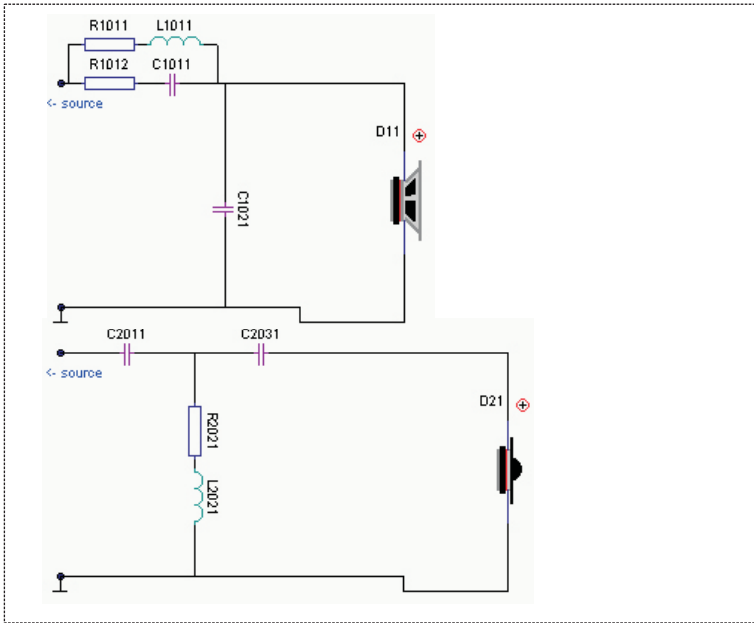 R1011 L1011
R1012 C1011
<- source
D11
C1021
C2011 C2031
<- source
D21
R2021
L2021